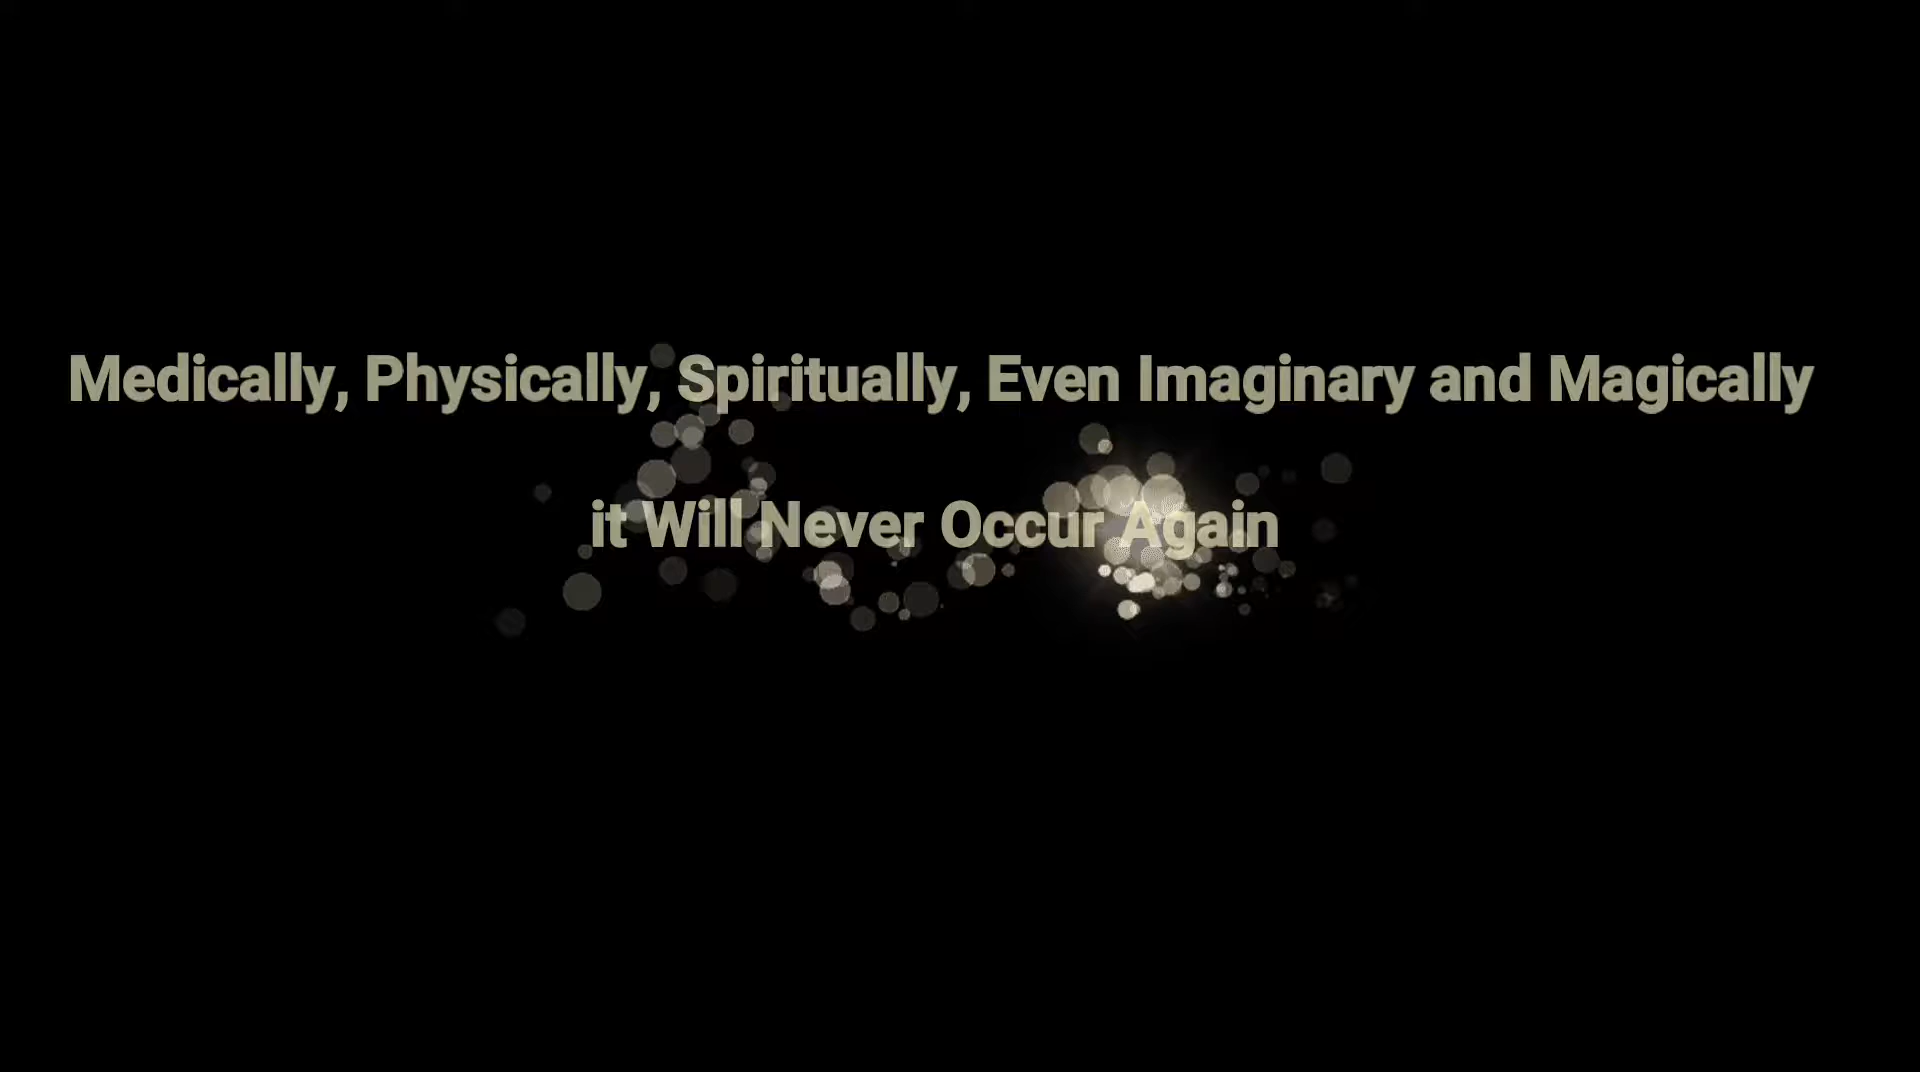 Medically, Physically, Spiritually, Even Imaginary and Magically
it Will Never Occur Again